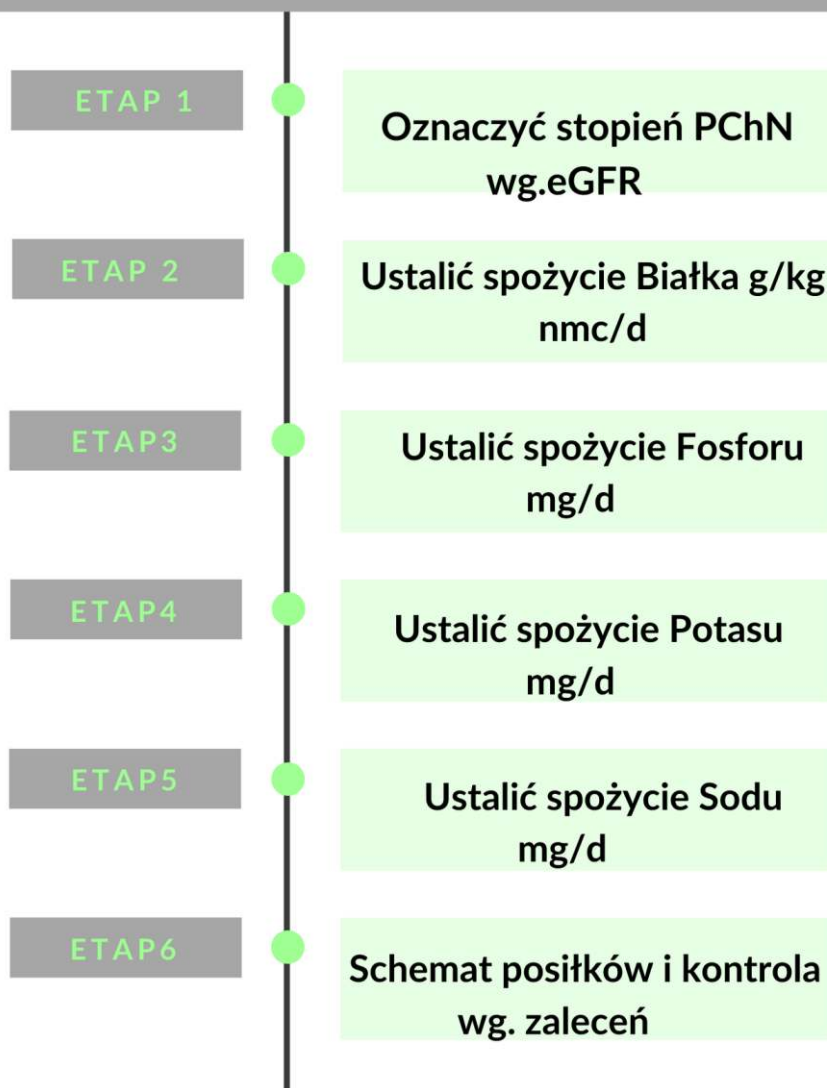 ETAP 1
Oznaczyć stopień PChN
wg.eGFR
ETAP 2
Ustalić spożycie Białka g/kg
nmc/d
ETAP3
Ustalić spożycie Fosforu
mg/d
ETAP4
Ustalić spożycie Potasu
mg/d
ETAP5
Ustalić spożycie Sodu
mg/d
ETAP6
Schemat posiłków i kontrola
wg. zaleceń